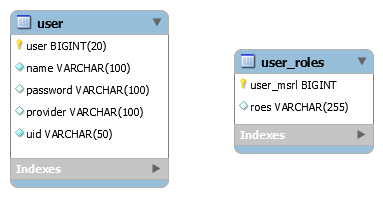 user
user BIGINT(20)
name VARCHAR(100)
password VARCHAR(100)
provider VARCHAR(100)
uid VARCHAR(50)
Indexes
user_roles
user_msrl BIGINT
roes VARCHAR(255)
Indexes